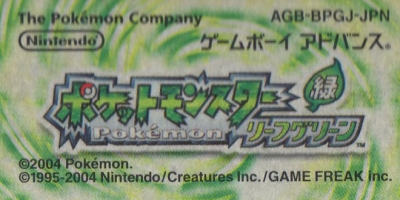 The Pokémon Company
AGB-BPGJ-JPN
Nintendo
ゲームボーイ アドバンス®
ポケットモンスター
緑
Pokémon
リーフグリーン
TM
©2004 Pokémon.
©1995-2004 Nintendo/Creatures Inc./GAME FREAK inc.